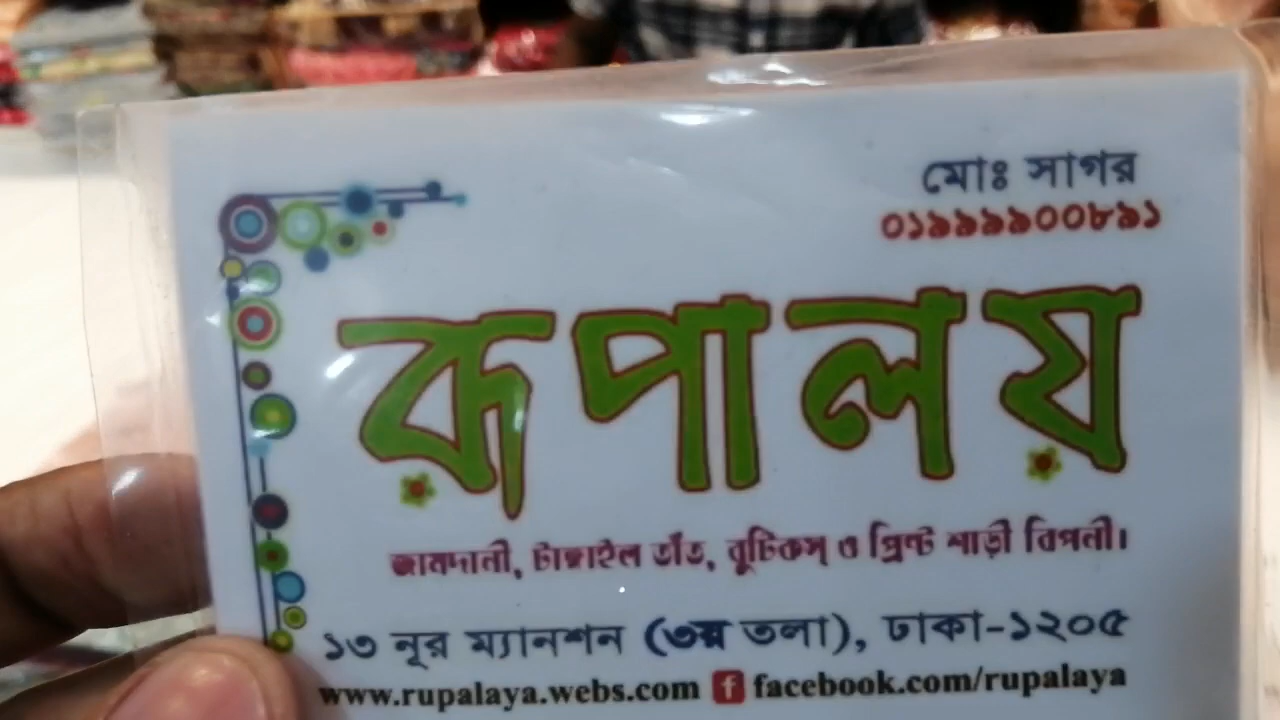 মোঃ সাগর
০১৯৯৯৯০০৮৯১
রূপালয়
জামদানী, টাঙ্গাইল তাঁত, বুটিকস্ ও প্রিন্ট শাড়ী বিপনী।
১৩ নূর ম্যানশন (৩য় তলা), ঢাকা-১২০৫
www.rupalaya.webs.com f facebook.com/rupalaya